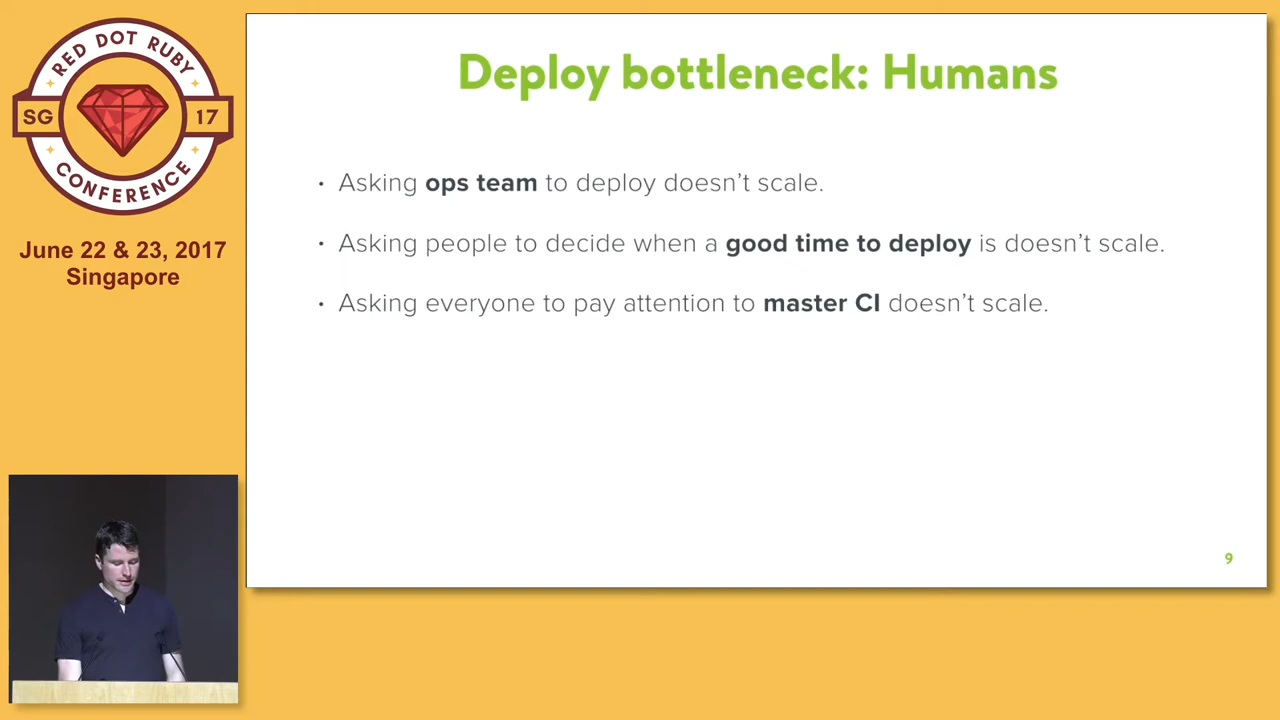 RED DOT RUBY
SG 17
CONFERENCE
June 22 & 23, 2017
Singapore
Deploy bottleneck: Humans
• Asking ops team to deploy doesn’t scale.
• Asking people to decide when a good time to deploy is doesn’t scale.
• Asking everyone to pay attention to master CI doesn’t scale.
9